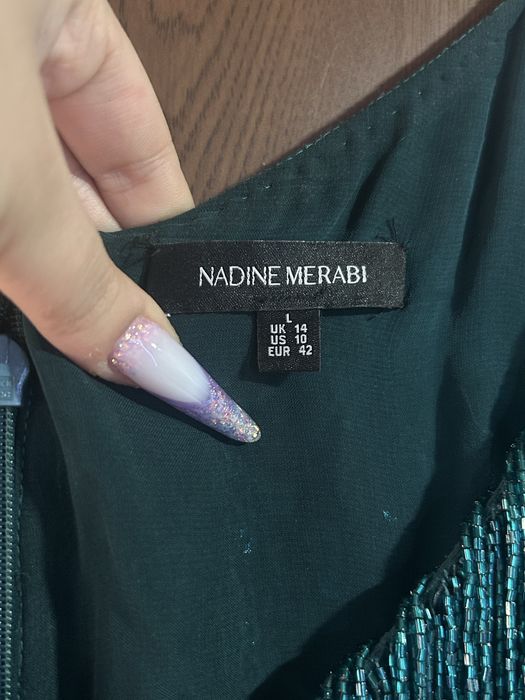 NADINE MERABI
L
UK 14
US 10
EUR 42